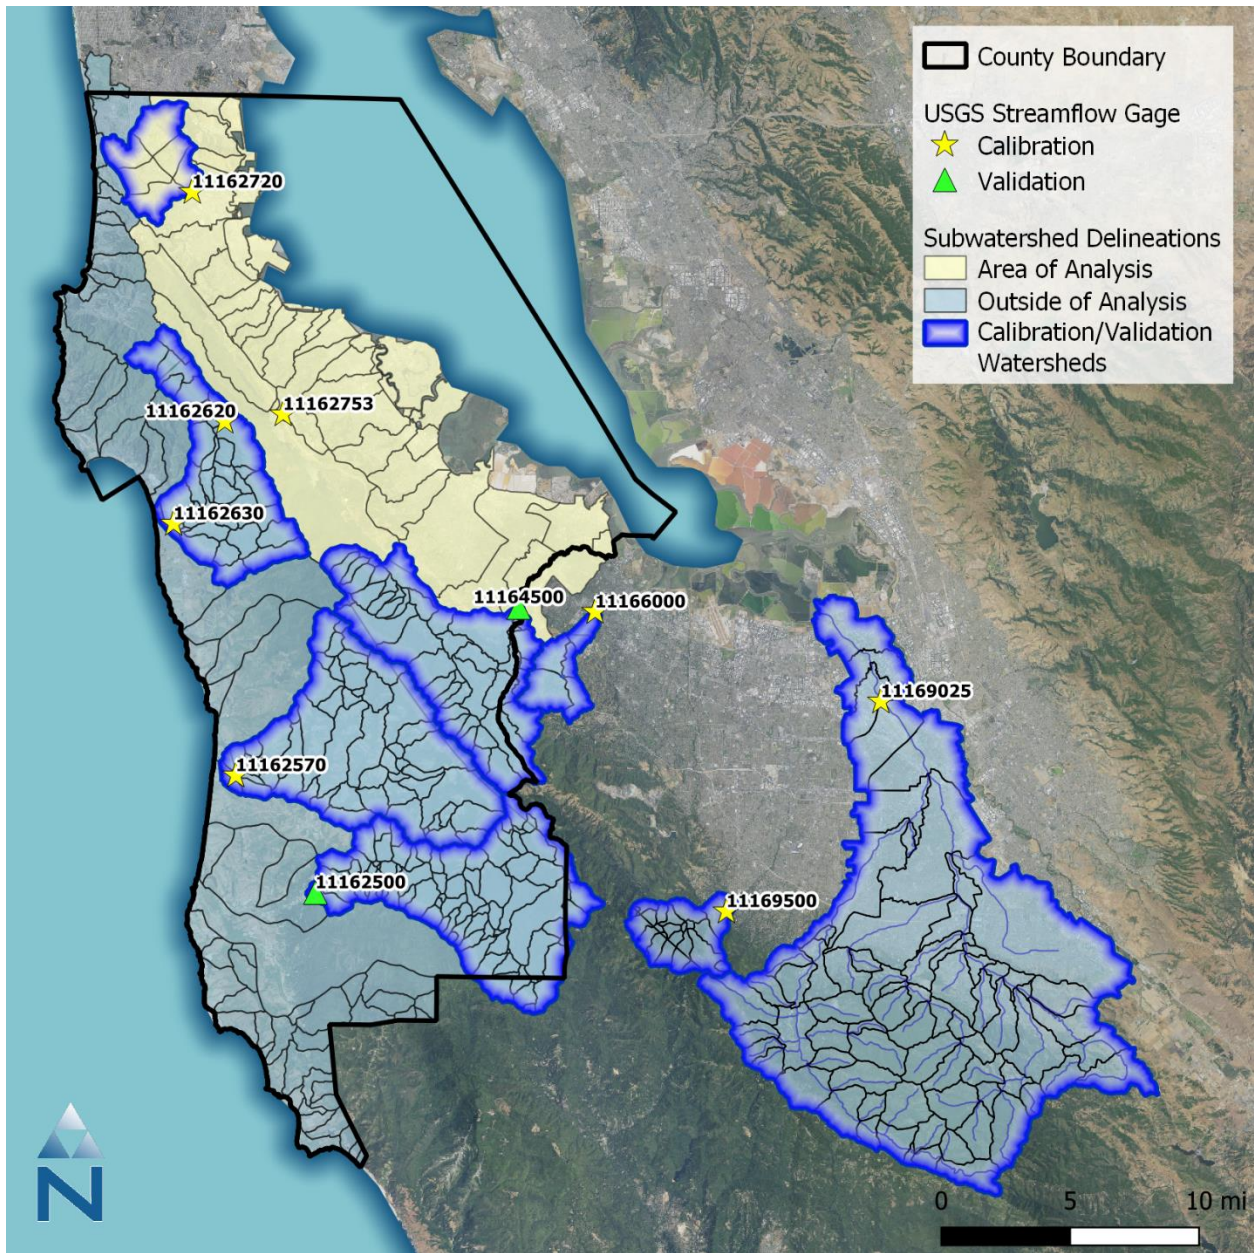 County Boundary
USGS Streamflow Gage
Calibration
Validation
Subwatershed Delineations
Area of Analysis
Outside of Analysis
Calibration/Validation
Watersheds
11162720
11162753
11162620
11162630
11164500
11166000
11169025
11162570
11162500
11169500
N
0 5 10 mi